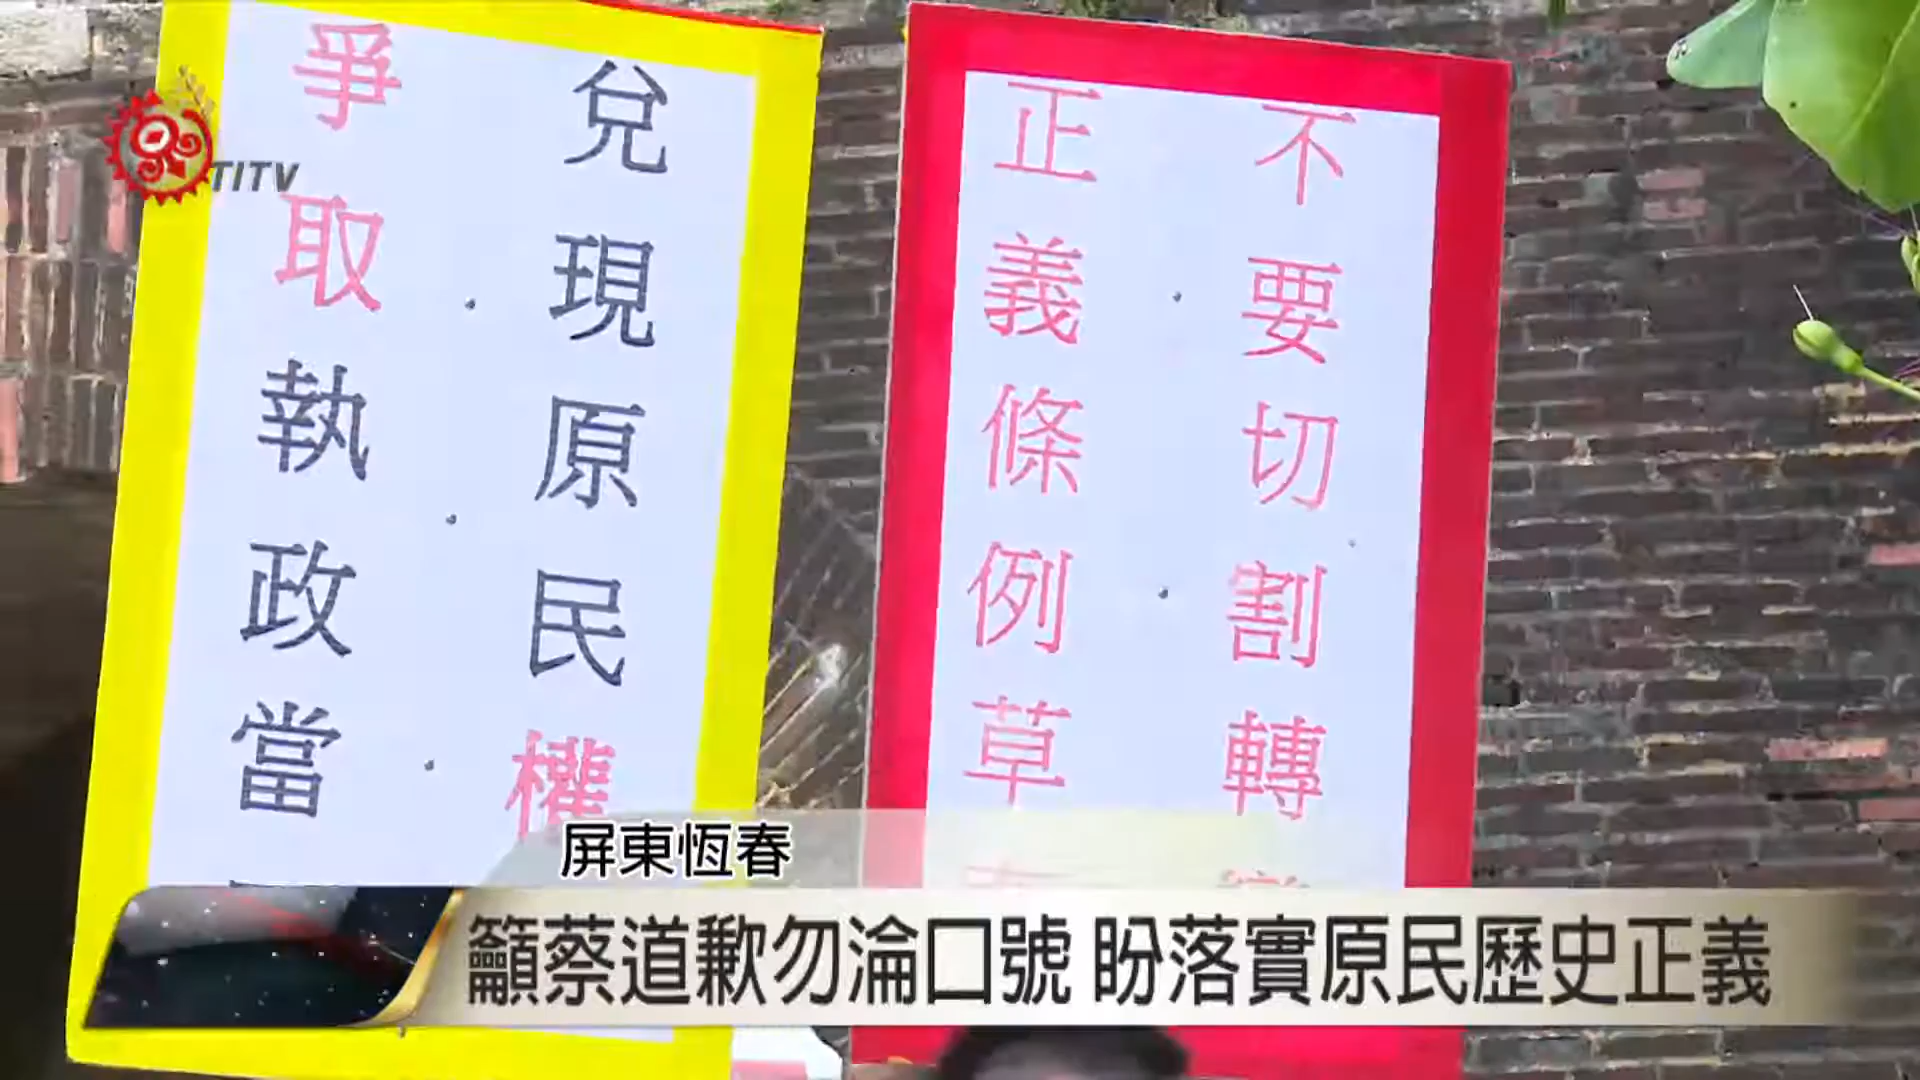 TITV
不要切割轉
正義條例草
兌現原民權
爭取執政當
屏東恆春
籲蔡道歉勿淪口號 盼落實原民歷史正義